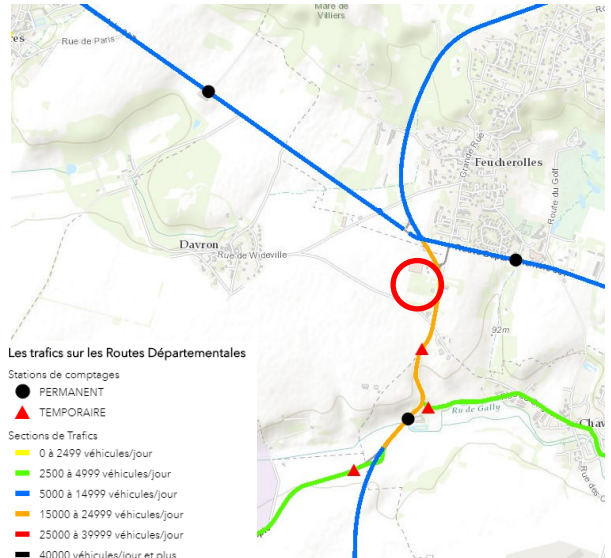 Mare de
Villiers
Rue de Paris
res
Grande Rue
Feucherolles
Route du Golf
Davron
Rue de Wideville
92m
Ru de Gally
Chav
Rue des C
Les trafics sur les Routes Départementales
Stations de comptages
PERMANENT
TEMPORAIRE
Sections de Trafics
0 à 2499 véhicules/jour
2500 à 4999 véhicules/jour
5000 à 14999 véhicules/jour
15000 à 24999 véhicules/jour
25000 à 39999 véhicules/jour
40000 véhicules/jour et plus